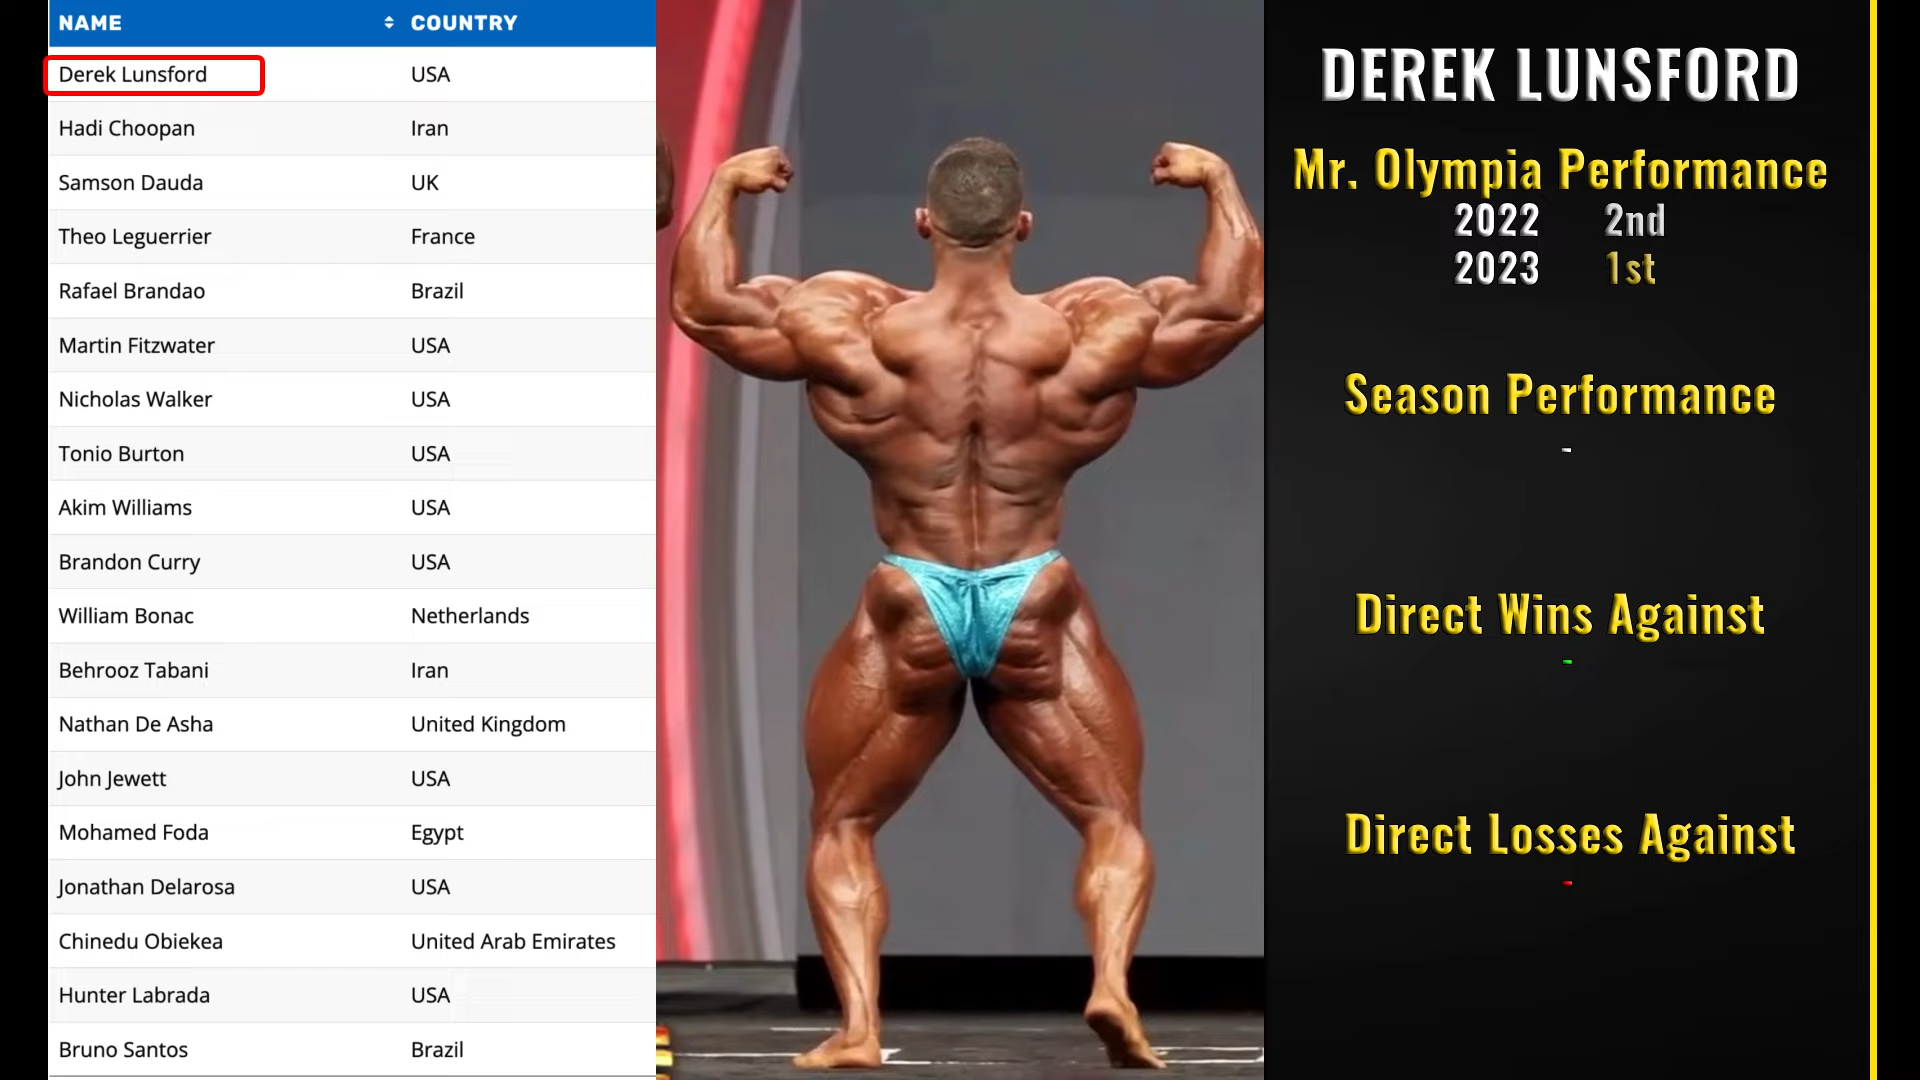 NAME COUNTRY
Derek Lunsford USA
Hadi Choopan Iran
Samson Dauda UK
Theo Leguerrier France
Rafael Brandao Brazil
Martin Fitzwater USA
Nicholas Walker USA
Tonio Burton USA
Akim Williams USA
Brandon Curry USA
William Bonac Netherlands
Behrooz Tabani Iran
Nathan De Asha United Kingdom
John Jewett USA
Mohamed Foda Egypt
Jonathan Delarosa USA
Chinedu Obiekea United Arab Emirates
Hunter Labrada USA
Bruno Santos Brazil
DEREK LUNSFORD
Mr. Olympia Performance
2022 2nd
2023 1st
Season Performance
-
Direct Wins Against
-
Direct Losses Against
-